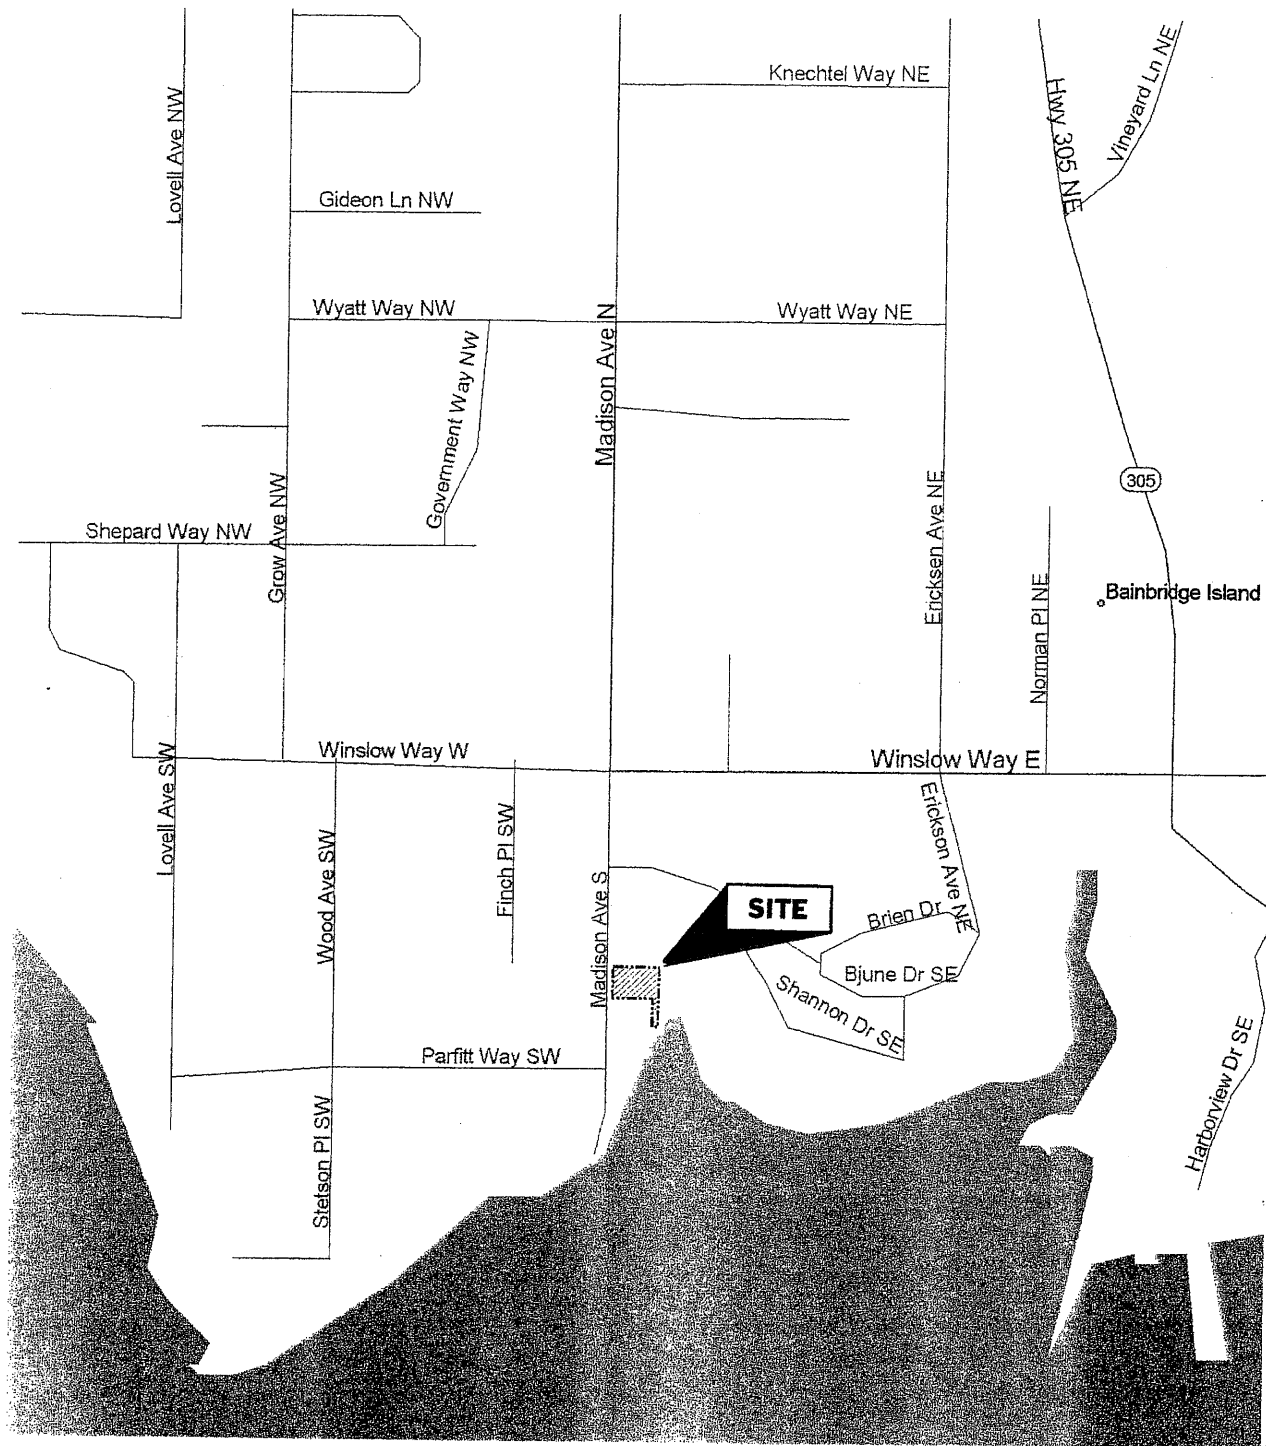 Knechtel Way NE
Vineyard Ln NE
Hwy 305 NE
Lovell Ave NW
Gideon Ln NW
Wyatt Way NW
Wyatt Way NE
Madison Ave N
Government Way NW
305
Grow Ave NW
Ericksen Ave NE
Shepard Way NW
Norman Pl NE
Bainbridge Island
Winslow Way W
Winslow Way E
Lovell Ave SW
Wood Ave SW
Finch Pl SW
Madison Ave S
Erickson Ave NE
SITE
Brien Dr
Bjune Dr SE
Shannon Dr SE
Parfitt Way SW
Stetson Pl SW
Harborview Dr SE